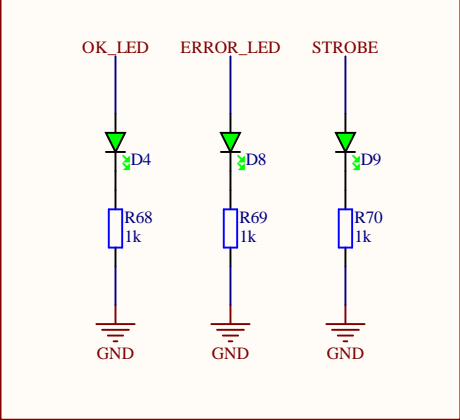 OK_LED ERROR_LED STROBE
D4 D8 D9
R68 R69 R70
1k 1k 1k
GND GND GND